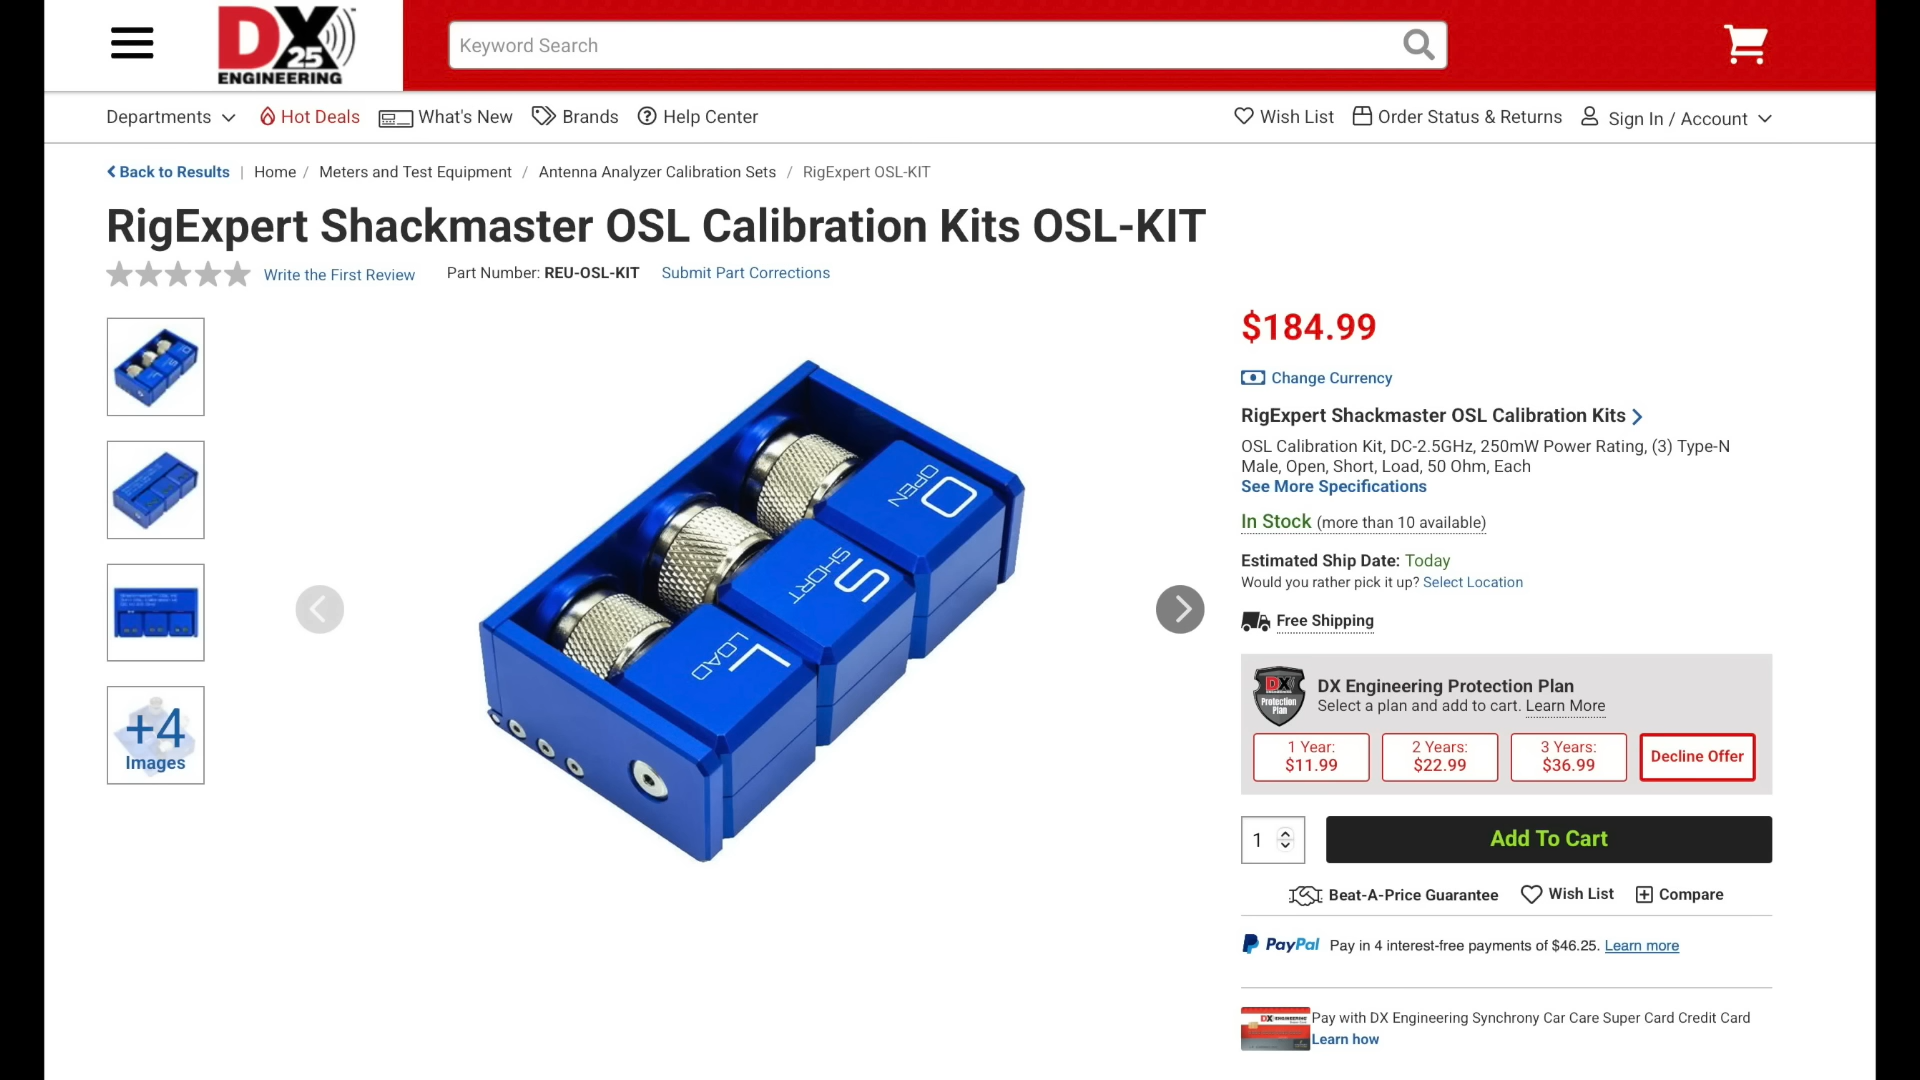 DX
25
ENGINEERING
Keyword Search
Departments
Hot Deals
What's New
Brands
Help Center
Wish List
Order Status & Returns
Sign In / Account
Back to Results | Home / Meters and Test Equipment / Antenna Analyzer Calibration Sets / RigExpert OSL-KIT
RigExpert Shackmaster OSL Calibration Kits OSL-KIT
Write the First Review
Part Number: REU-OSL-KIT
Submit Part Corrections
+4
Images
O
OPEN
S
SHORT
L
LOAD
$184.99
Change Currency
RigExpert Shackmaster OSL Calibration Kits
OSL Calibration Kit, DC-2.5GHz, 250mW Power Rating, (3) Type-N
Male, Open, Short, Load, 50 Ohm, Each
See More Specifications
In Stock (more than 10 available)
Estimated Ship Date: Today
Would you rather pick it up? Select Location
Free Shipping
DX
Protection
Plan
DX Engineering Protection Plan
Select a plan and add to cart. Learn More
1 Year:
$11.99
2 Years:
$22.99
3 Years:
$36.99
Decline Offer
1
Add To Cart
Beat-A-Price Guarantee
Wish List
Compare
PayPal Pay in 4 interest-free payments of $46.25. Learn more
DX ENGINEERING
Pay with DX Engineering Synchrony Car Care Super Card Credit Card
Learn how